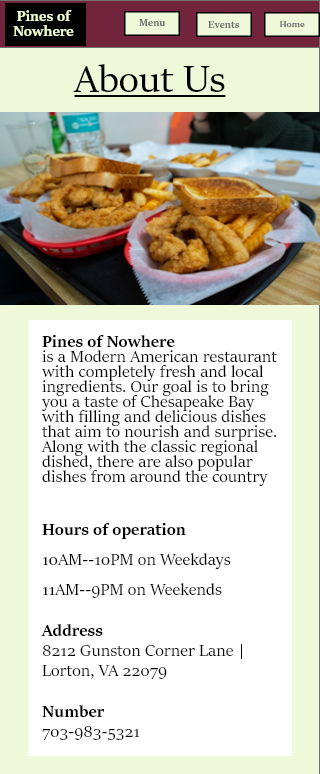 Pines of
Nowhere
Menu
Events
Home
About Us
Pines of Nowhere
is a Modern American restaurant
with completely fresh and local
ingredients. Our goal is to bring
you a taste of Chesapeake Bay
with filling and delicious dishes
that aim to nourish and surprise.
Along with the classic regional
dished, there are also popular
dishes from around the country
Hours of operation
10AM--10PM on Weekdays
11AM--9PM on Weekends
Address
8212 Gunston Corner Lane |
Lorton, VA 22079
Number
703-983-5321